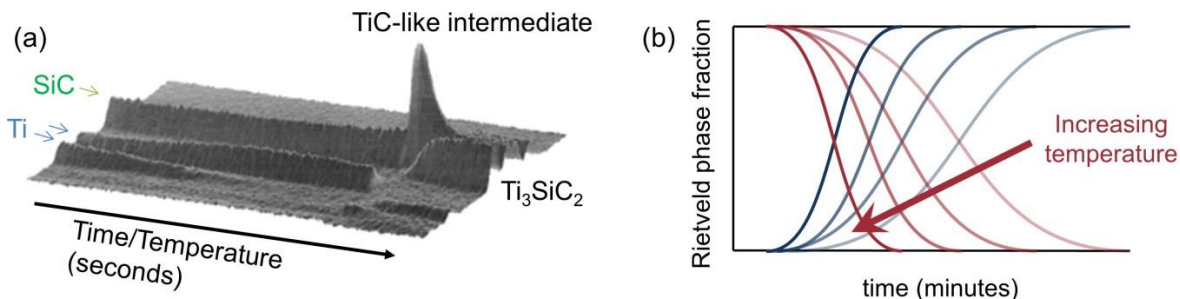 (a)
TiC-like intermediate
SiC
Ti
Ti₃SiC₂
Time/Temperature
(seconds)
(b)
Rietveld phase fraction
Increasing
temperature
time (minutes)